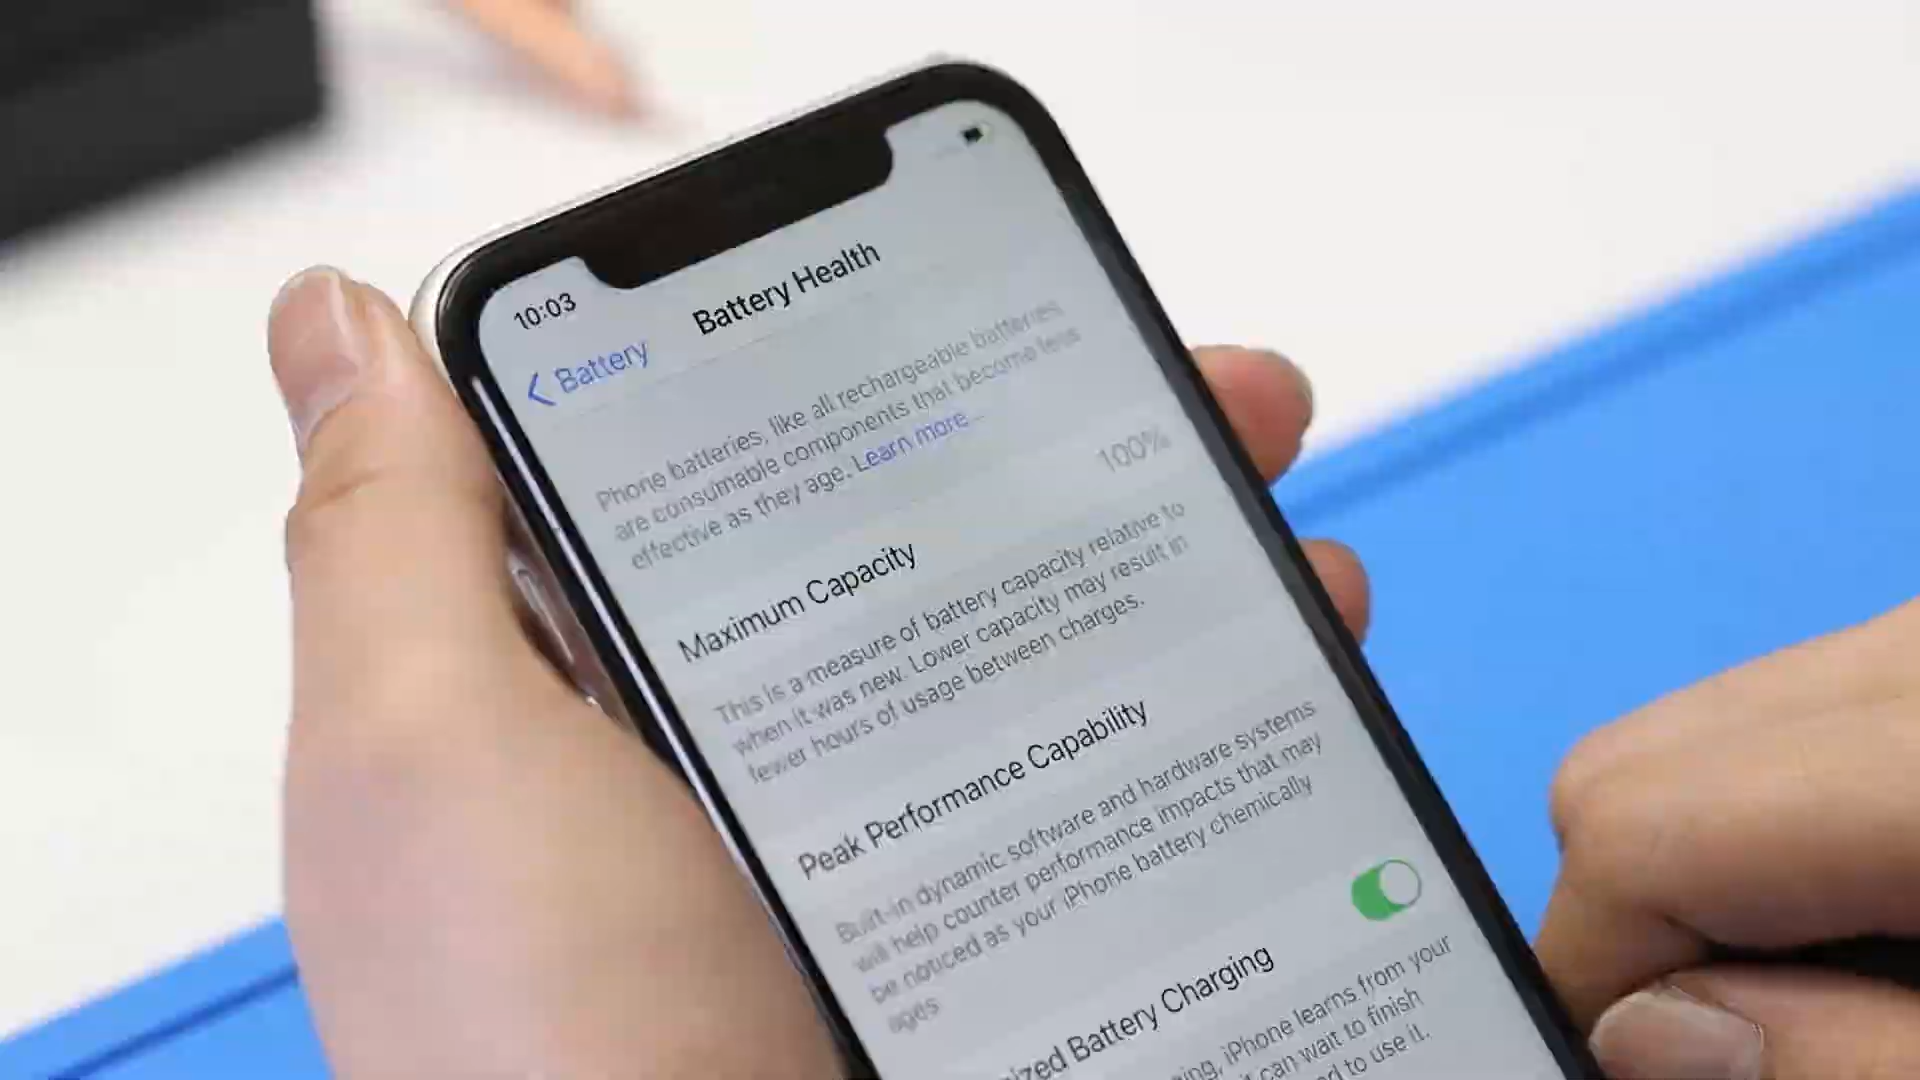 10:03
Battery
Battery Health
Phone batteries, like all rechargeable batteries,
are consumable components that become less
effective as they age. Learn more...
Maximum Capacity
100%
This is a measure of battery capacity relative to
when it was new. Lower capacity may result in
fewer hours of usage between charges.
Peak Performance Capability
Built-in dynamic software and hardware systems
will help counter performance impacts that may
be noticed as your iPhone battery chemically
ages
Battery Charging
iPhone learns from your
can wait to finish
to use it.